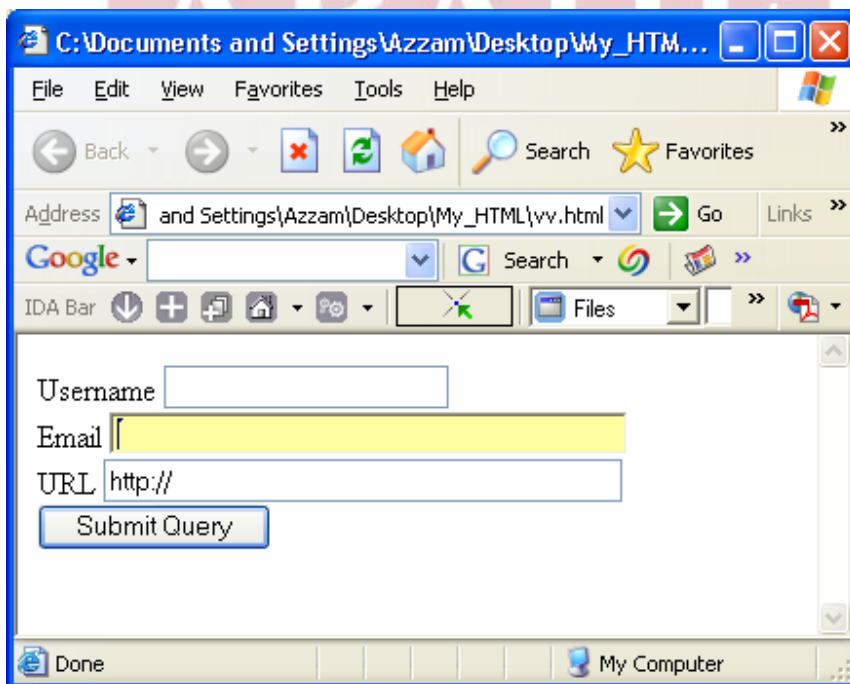 C:\Documents and Settings\Azzam\Desktop\My_HTM...
File Edit View Favorites Tools Help
Back Search Favorites »
Address and Settings\Azzam\Desktop\My_HTML\vv.html Go Links »
Google G Search »
IDA Bar Files »
Username
Email
URL http://
Submit Query
Done My Computer